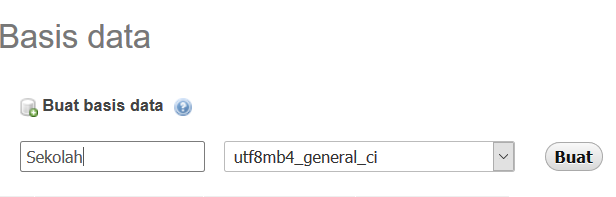 Basis data
Buat basis data
Sekolah utf8mb4_general_ci Buat